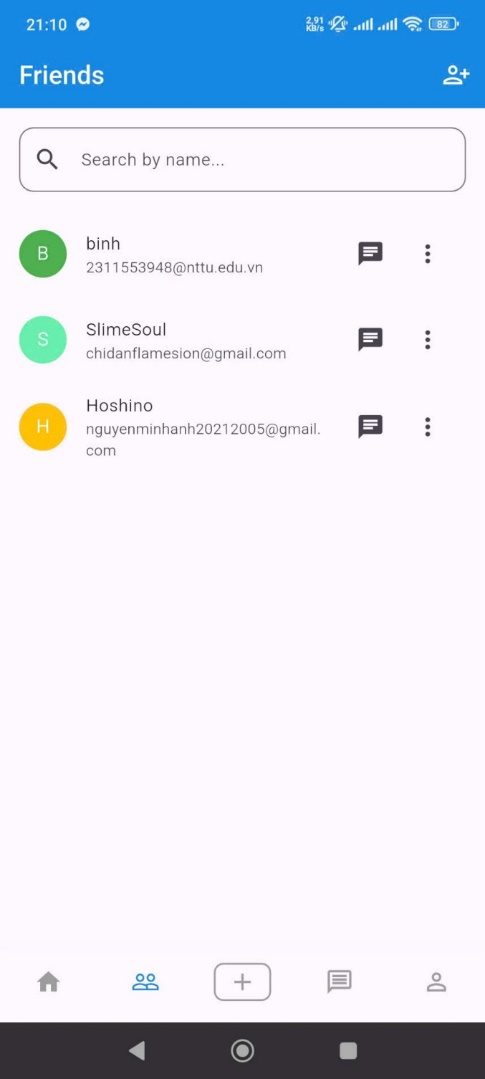 21:10
2,91
KB/s
82
Friends
Search by name...
B
binh
2311553948@nttu.edu.vn
S
SlimeSoul
chidanflamesion@gmail.com
H
Hoshino
nguyenminhanh20212005@gmail.
com